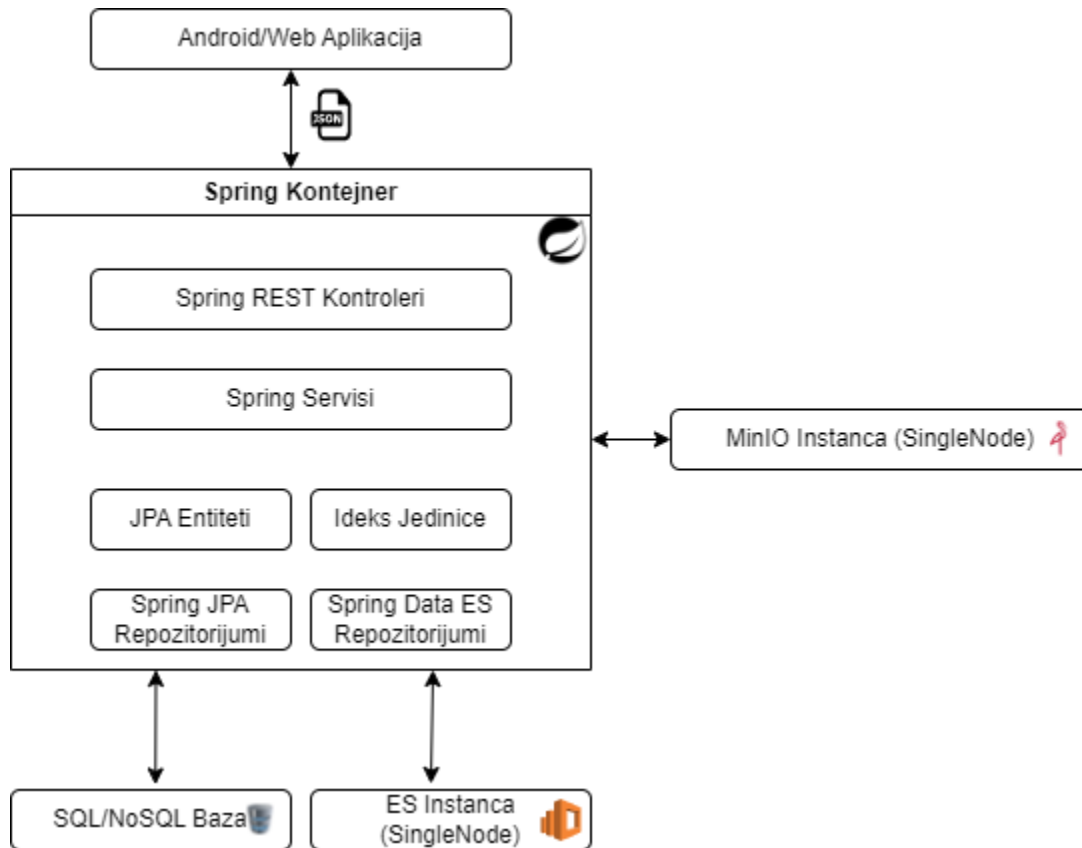 Android/Web Aplikacija
JSON
Spring Kontejner
Spring REST Kontroleri
Spring Servisi
MinIO Instanca (SingleNode)
JPA Entiteti
Ideks Jedinice
Spring JPA
Repozitorijumi
Spring Data ES
Repozitorijumi
SQL/NoSQL Baza
ES Instanca
(SingleNode)